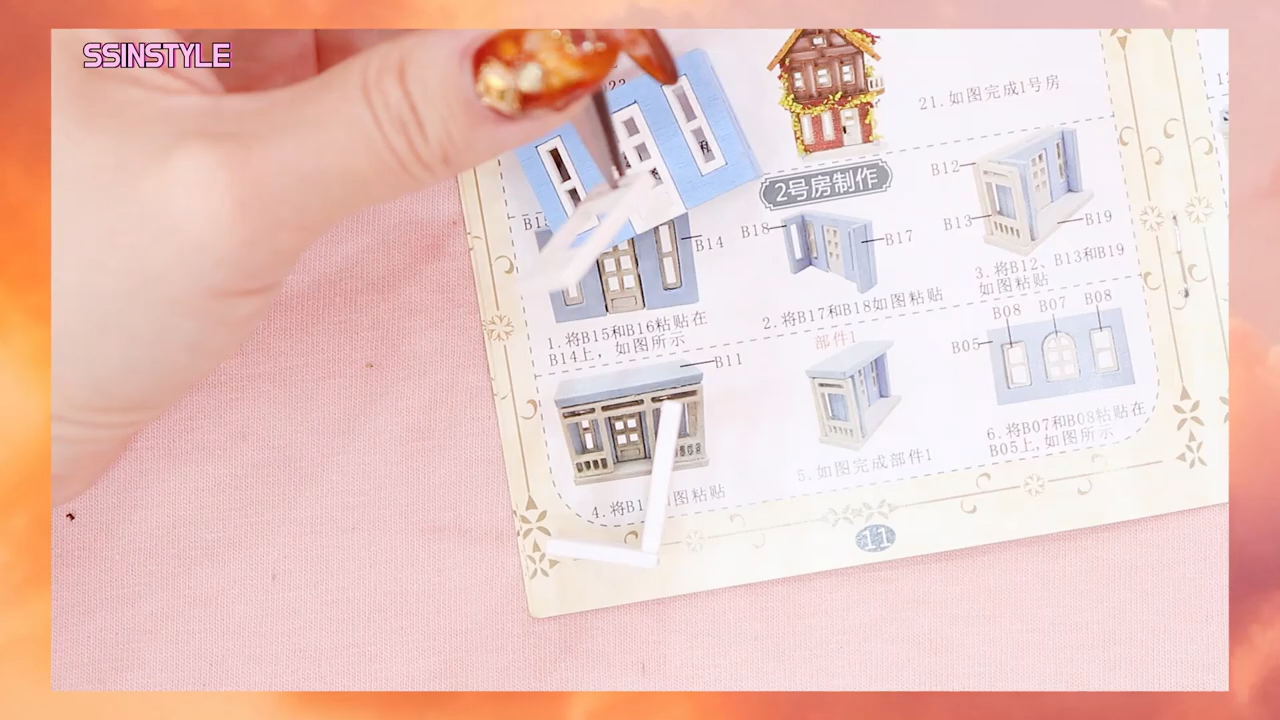 SSINSTYLE
21.如图完成1号房
2号房制作
B14
B18
B17
B12
B13
B19
1.将B15和B16粘贴在
B14上，如图所示
2.将B17和B18如图粘贴
3.将B12、B13和B19
如图粘贴
B11
部件1
B08
B07
B08
B05
图粘贴
5.如图完成部件1
6.将B07和B08粘贴在
B05上,如图所示
11